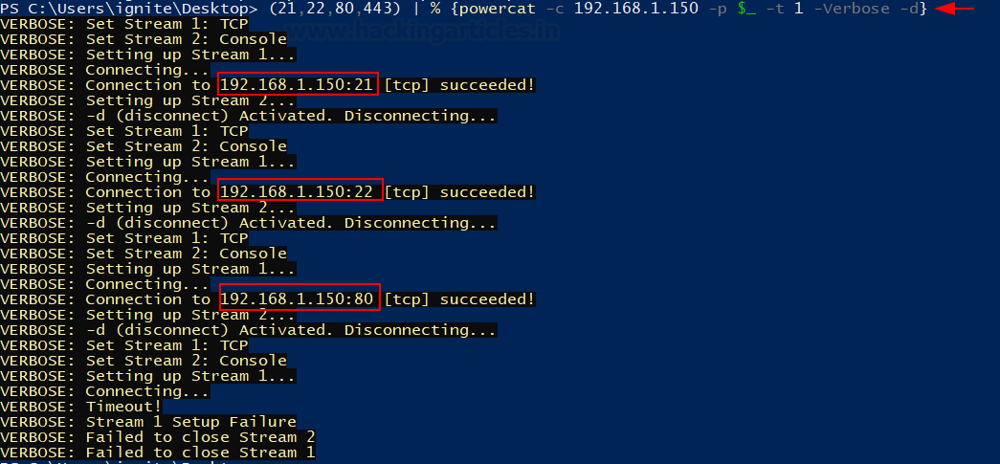 PS C:\Users\ignite\Desktop> (21,22,80,443) | % {powercat -c 192.168.1.150 -p $_ -t 1 -Verbose -d}
www.hackingarticles.in
VERBOSE: Set Stream 1: TCP
VERBOSE: Set Stream 2: Console
VERBOSE: Setting up Stream 1...
VERBOSE: Connecting...
VERBOSE: Connection to 192.168.1.150:21 [tcp] succeeded!
VERBOSE: Setting up Stream 2...
VERBOSE: -d (disconnect) Activated. Disconnecting...
VERBOSE: Set Stream 1: TCP
VERBOSE: Set Stream 2: Console
VERBOSE: Setting up Stream 1...
VERBOSE: Connecting...
VERBOSE: Connection to 192.168.1.150:22 [tcp] succeeded!
VERBOSE: Setting up Stream 2...
VERBOSE: -d (disconnect) Activated. Disconnecting...
VERBOSE: Set Stream 1: TCP
VERBOSE: Set Stream 2: Console
VERBOSE: Setting up Stream 1...
VERBOSE: Connecting...
VERBOSE: Connection to 192.168.1.150:80 [tcp] succeeded!
VERBOSE: Setting up Stream 2...
VERBOSE: -d (disconnect) Activated. Disconnecting...
VERBOSE: Set Stream 1: TCP
VERBOSE: Set Stream 2: Console
VERBOSE: Setting up Stream 1...
VERBOSE: Connecting...
VERBOSE: Timeout!
VERBOSE: Stream 1 Setup Failure
VERBOSE: Failed to close Stream 2
VERBOSE: Failed to close Stream 1